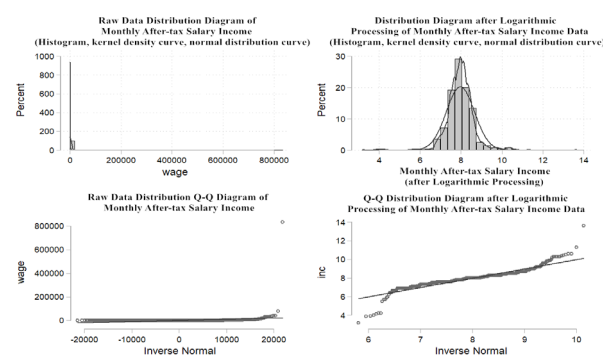 Raw Data Distribution Diagram of
Monthly After-tax Salary Income
(Histogram, kernel density curve, normal distribution curve)
1000
800
600
400
200
0
Percent
0 200000 400000 600000 800000
wage
Distribution Diagram after Logarithmic
Processing of Monthly After-tax Salary Income Data
(Histogram, kernel density curve, normal distribution curve)
30
20
10
0
Percent
4 6 8 10 12 14
Monthly After-tax Salary Income
(after Logarithmic Processing)
Raw Data Distribution Q-Q Diagram of
Monthly After-tax Salary Income
800000
600000
400000
200000
0
wage
-20000 -10000 0 10000 20000
Inverse Normal
Q-Q Distribution Diagram after Logarithmic
Processing of Monthly After-tax Salary Income Data
14
12
10
8
6
4
inc
6 7 8 9 10
Inverse Normal